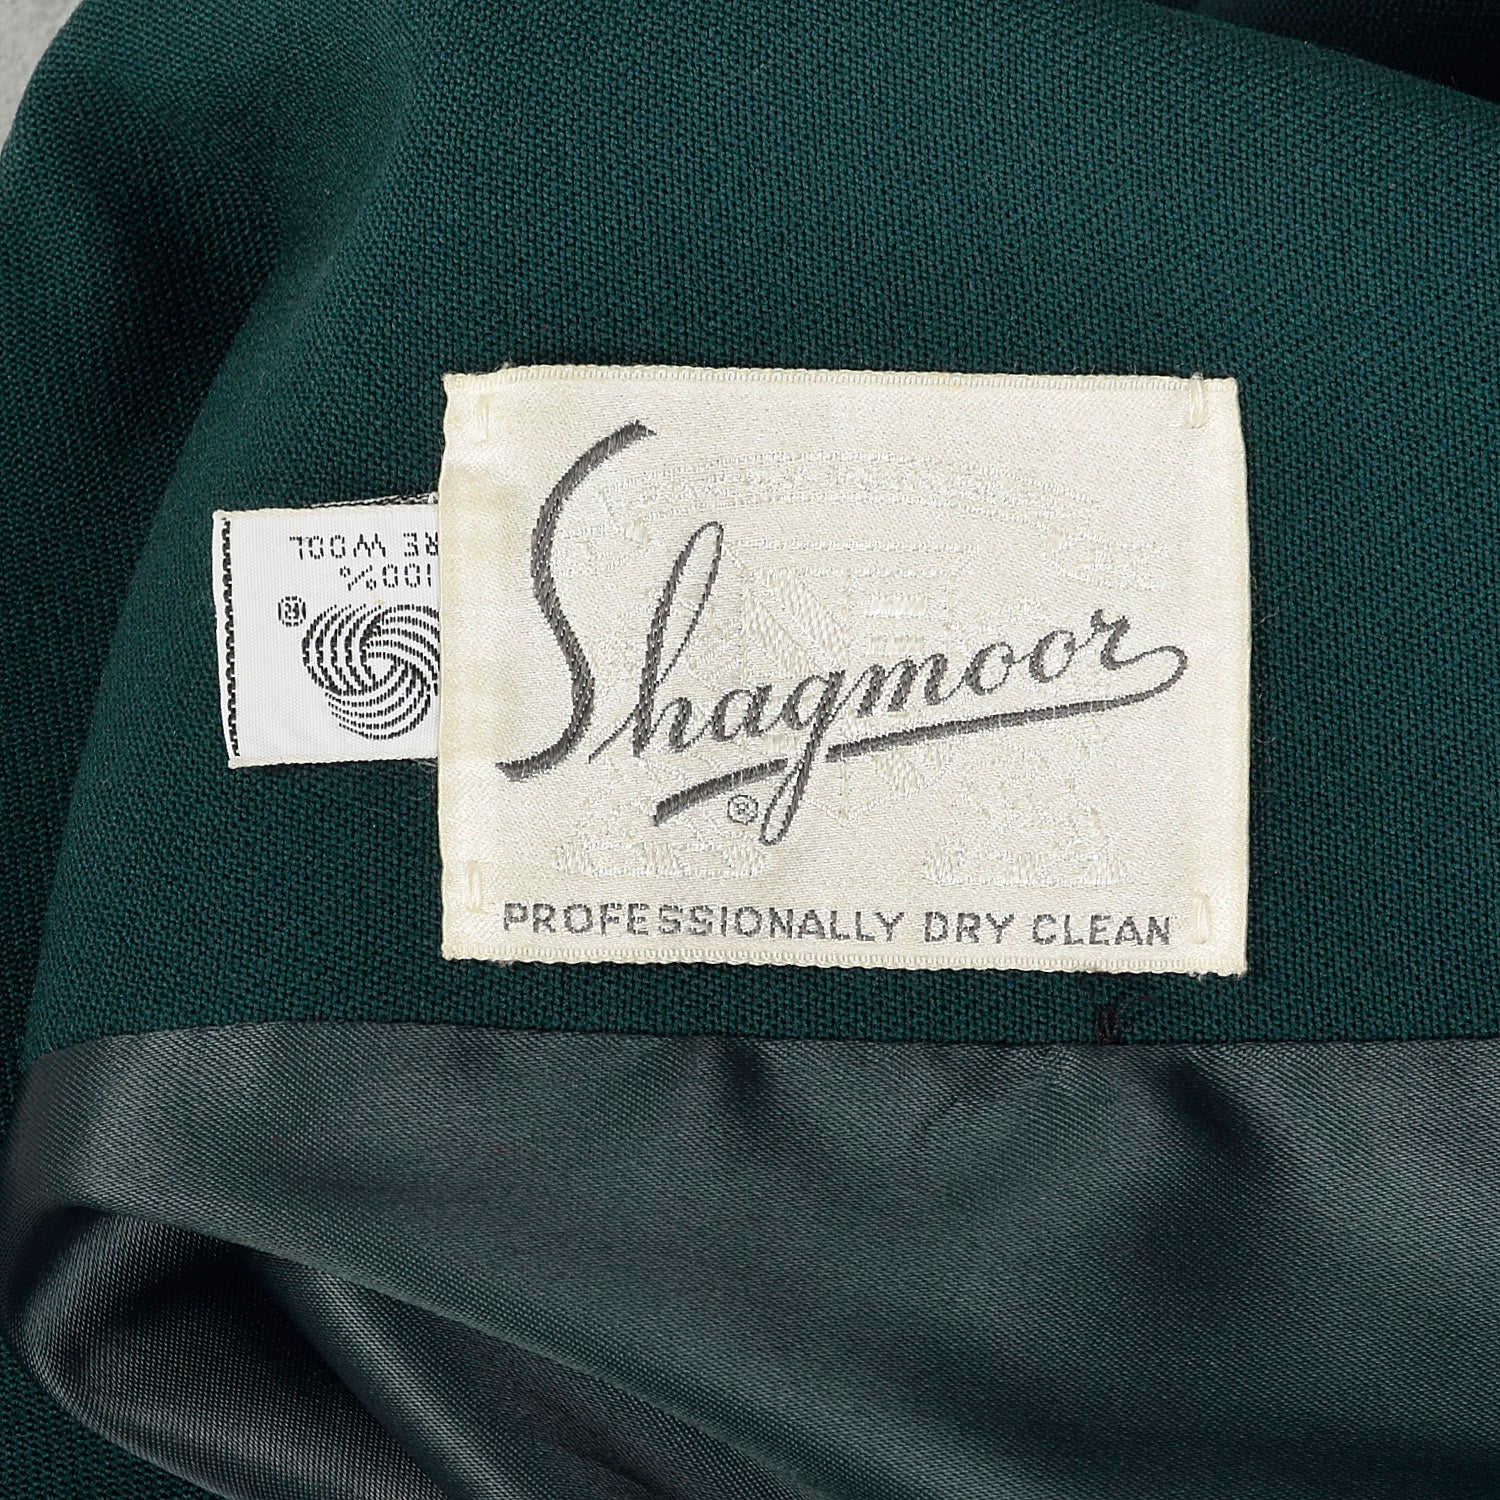 Shagmoor
®
PROFESSIONALLY DRY CLEAN
®
100%
RE WOOL